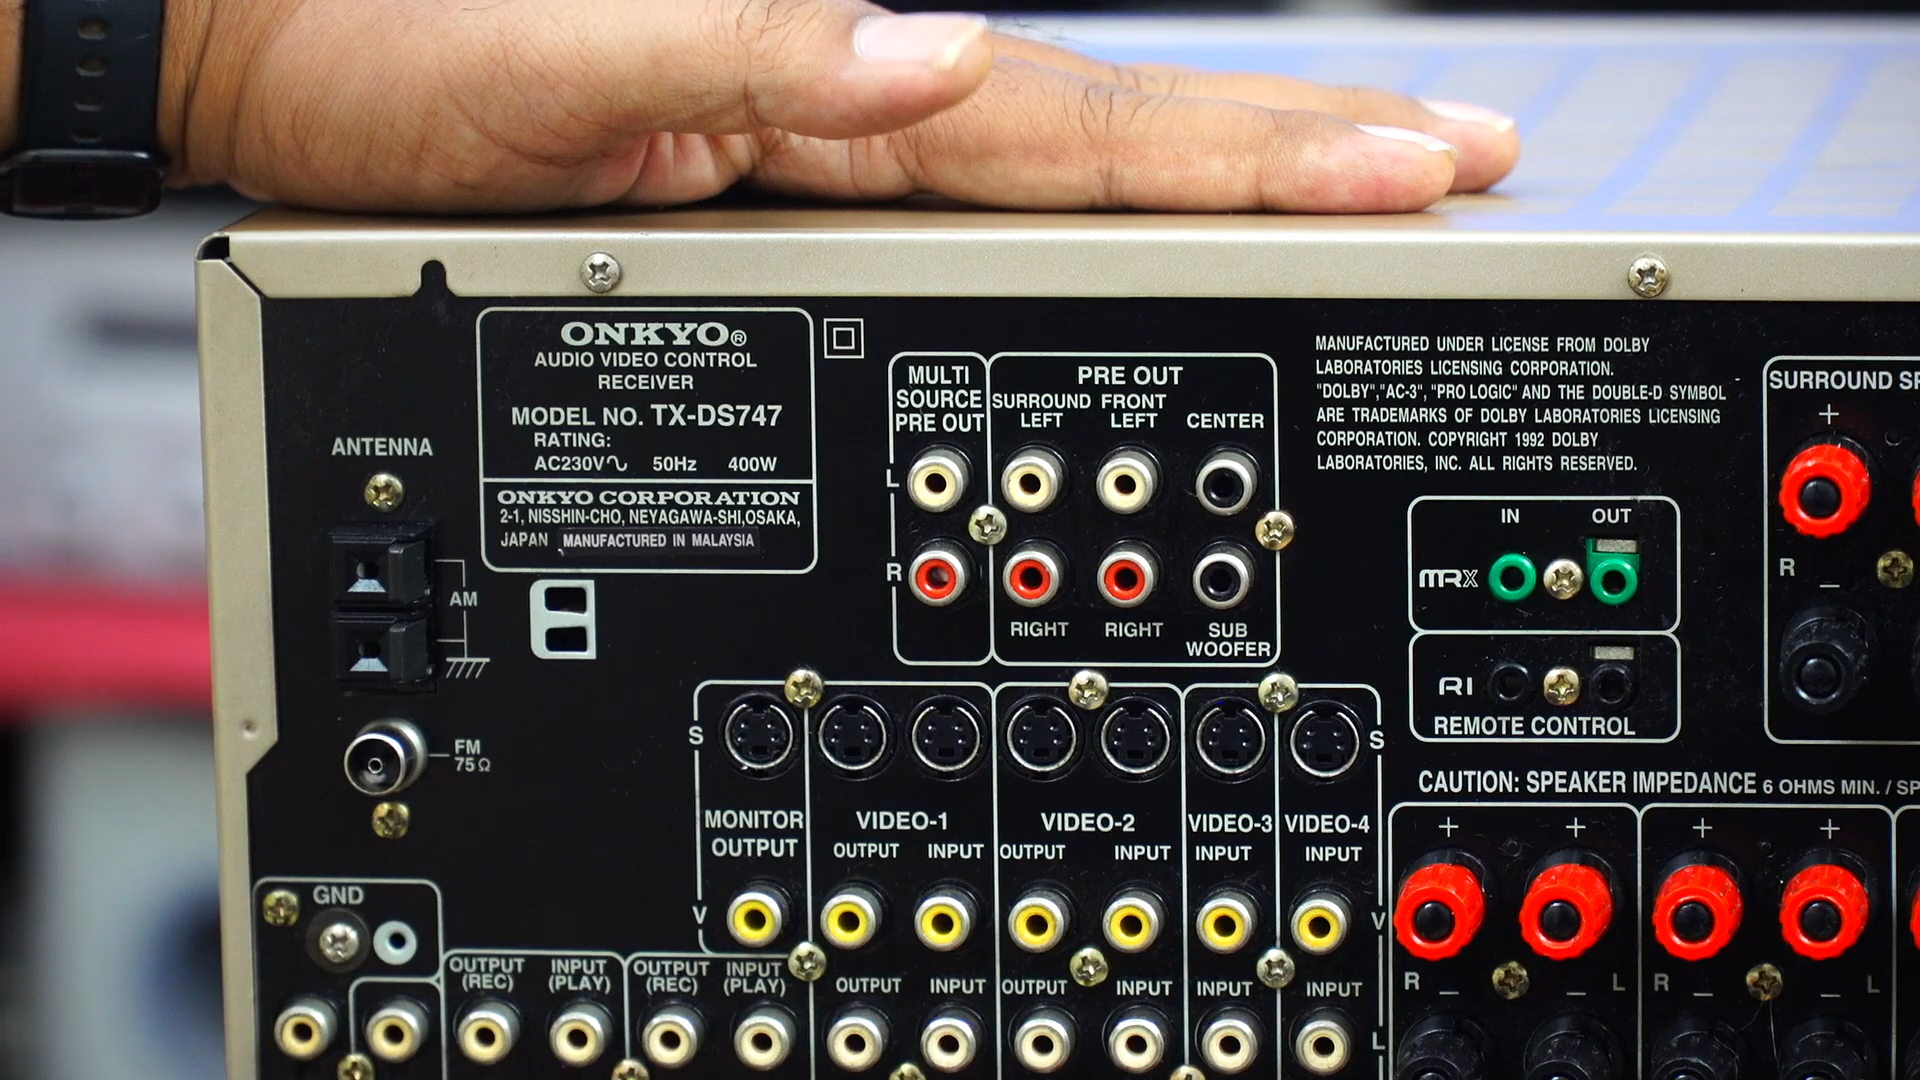 ONKYO®
AUDIO VIDEO CONTROL
RECEIVER
MODEL NO. TX-DS747
RATING:
AC230V∿ 50Hz 400W
ONKYO CORPORATION
2-1, NISSHIN-CHO, NEYAGAWA-SHI,OSAKA,
JAPAN MANUFACTURED IN MALAYSIA
ANTENNA
AM
FM
75Ω
GND
MULTI
SOURCE
PRE OUT
L
R
PRE OUT
SURROUND FRONT
LEFT LEFT CENTER
RIGHT RIGHT SUB
WOOFER
MANUFACTURED UNDER LICENSE FROM DOLBY
LABORATORIES LICENSING CORPORATION.
"DOLBY","AC-3", "PRO LOGIC" AND THE DOUBLE-D SYMBOL
ARE TRADEMARKS OF DOLBY LABORATORIES LICENSING
CORPORATION. COPYRIGHT 1992 DOLBY
LABORATORIES, INC. ALL RIGHTS RESERVED.
IN OUT
MRX
RI
REMOTE CONTROL
SURROUND SP
+
R
−
S S
MONITOR VIDEO-1 VIDEO-2 VIDEO-3 VIDEO-4
OUTPUT OUTPUT INPUT OUTPUT INPUT INPUT INPUT
V V
OUTPUT INPUT OUTPUT INPUT OUTPUT INPUT OUTPUT INPUT INPUT INPUT
(REC) (PLAY) (REC) (PLAY)
L
CAUTION: SPEAKER IMPEDANCE 6 OHMS MIN. / SP
+ + + +
R − − L R − − L